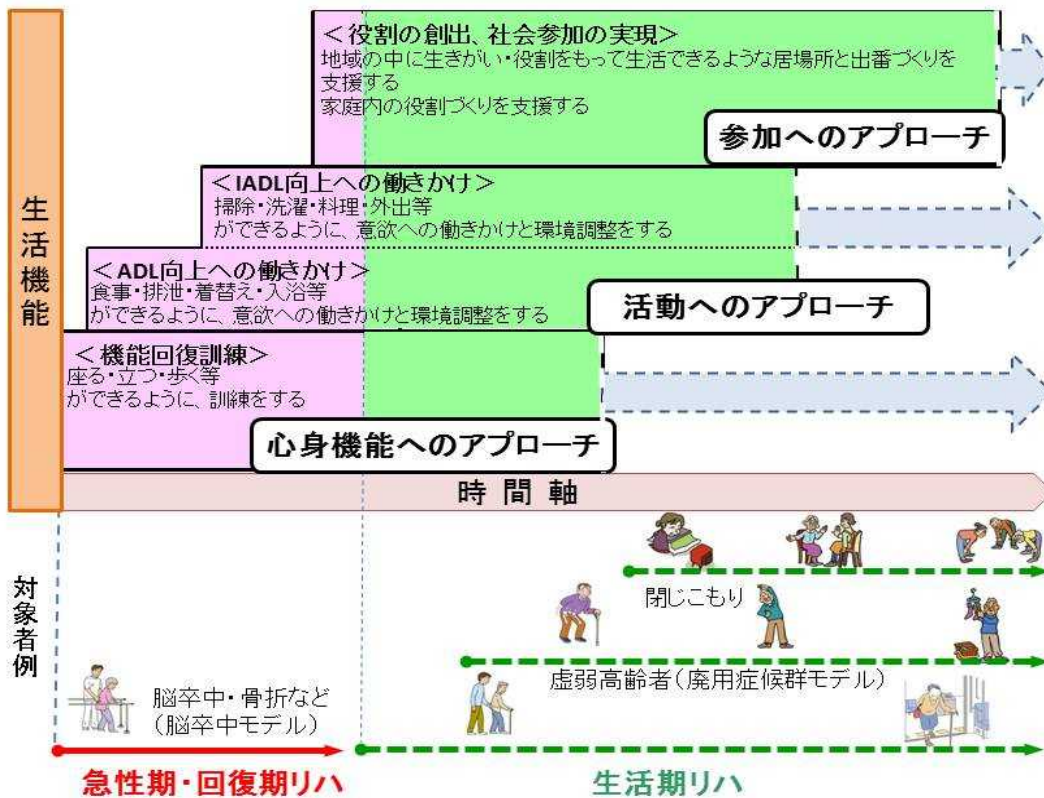 ＜役割の創出、社会参加の実現＞
地域の中に生きがい・役割をもって生活できるような居場所と出番づくりを
支援する
家庭内の役割づくりを支援する
参加へのアプローチ
＜IADL向上への働きかけ＞
掃除・洗濯・料理・外出等
ができるように、意欲への働きかけと環境調整をする
＜ADL向上への働きかけ＞
食事・排泄・着替え・入浴等
ができるように、意欲への働きかけと環境調整をする
活動へのアプローチ
生活機能
＜機能回復訓練＞
座る・立つ・歩く等
ができるように、訓練をする
心身機能へのアプローチ
時間軸
対象者例
閉じこもり
虚弱高齢者（廃用症候群モデル）
脳卒中・骨折など
（脳卒中モデル）
急性期・回復期リハ
生活期リハ